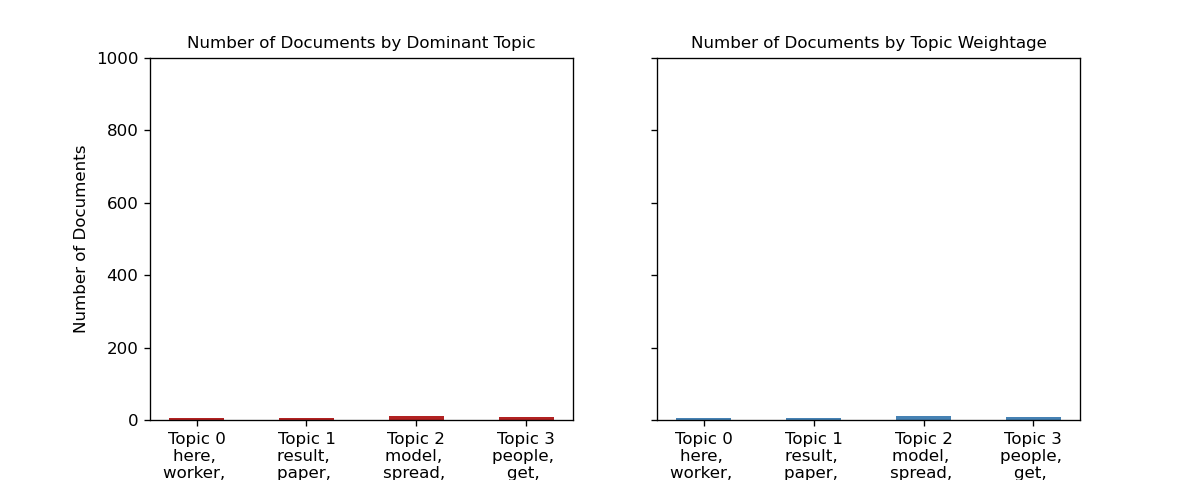 Number of Documents by Dominant Topic
Number of Documents
1000
800
600
400
200
0
Topic 0
here,
worker,
Topic 1
result,
paper,
Topic 2
model,
spread,
Topic 3
people,
get,
Number of Documents by Topic Weightage
Topic 0
here,
worker,
Topic 1
result,
paper,
Topic 2
model,
spread,
Topic 3
people,
get,